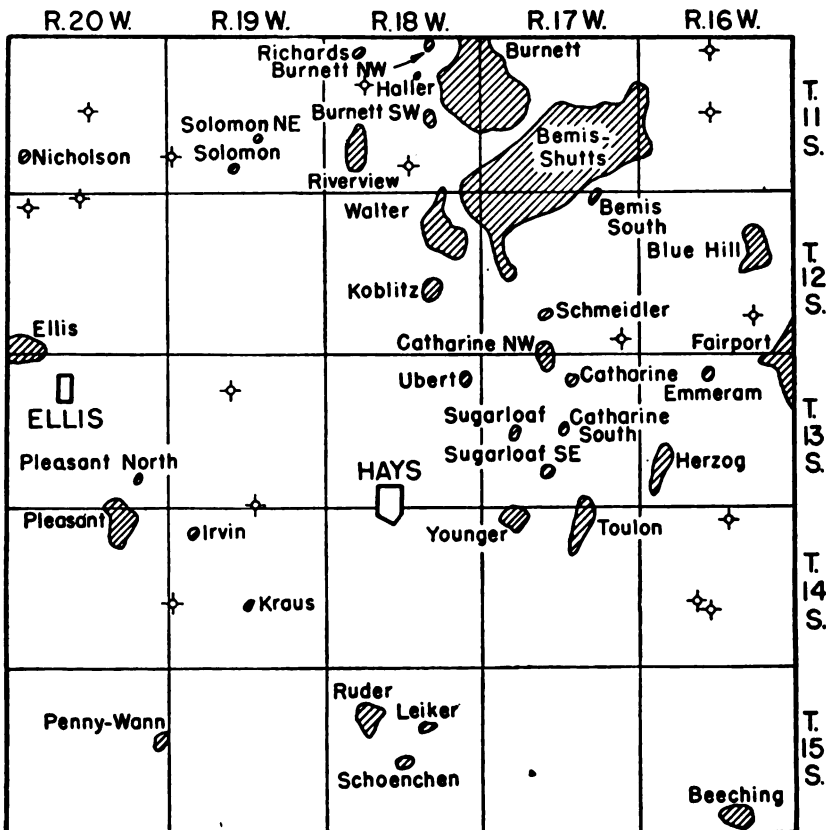 R.20 W. R.19 W. R.18 W. R.17 W. R.16 W.
Richards
Burnett
Burnett NW
Haller
Burnett SW
T.
11
S.
Solomon NE
Solomon
Nicholson
Bemis-
Shutts
Riverview
Walter
Bemis
South
Blue Hill
T.
12
S.
Koblitz
Schmeidler
Ellis
Catharine NW
Fairport
Ubert
Catharine
Emmeram
ELLIS
Sugarloaf
Catharine
South
T.
13
S.
Sugarloaf SE
Pleasant North
HAYS
Herzog
Pleasant
Irvin
Younger
Toulon
T.
14
S.
Kraus
Ruder
Leiker
Penny-Wann
T.
15
S.
Schoenchen
Beeching